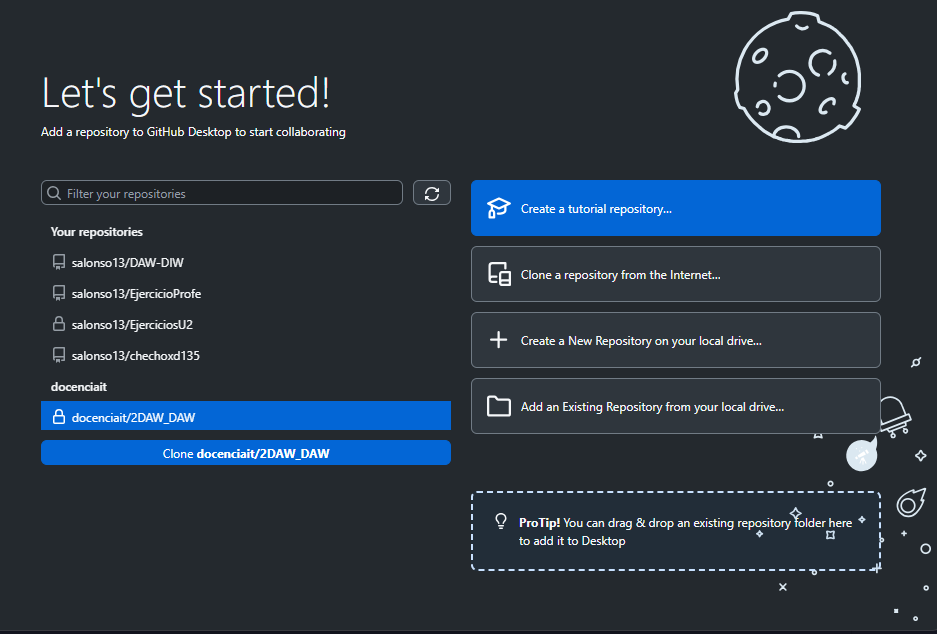 Let's get started!
Add a repository to GitHub Desktop to start collaborating
Filter your repositories
Your repositories
salonso13/DAW-DIW
salonso13/EjercicioProfe
salonso13/EjerciciosU2
salonso13/chechoxd135
docenciait
docenciait/2DAW_DAW
Clone docenciait/2DAW_DAW
Create a tutorial repository...
Clone a repository from the Internet...
Create a New Repository on your local drive...
Add an Existing Repository from your local drive...
ProTip! You can drag & drop an existing repository folder here
to add it to Desktop